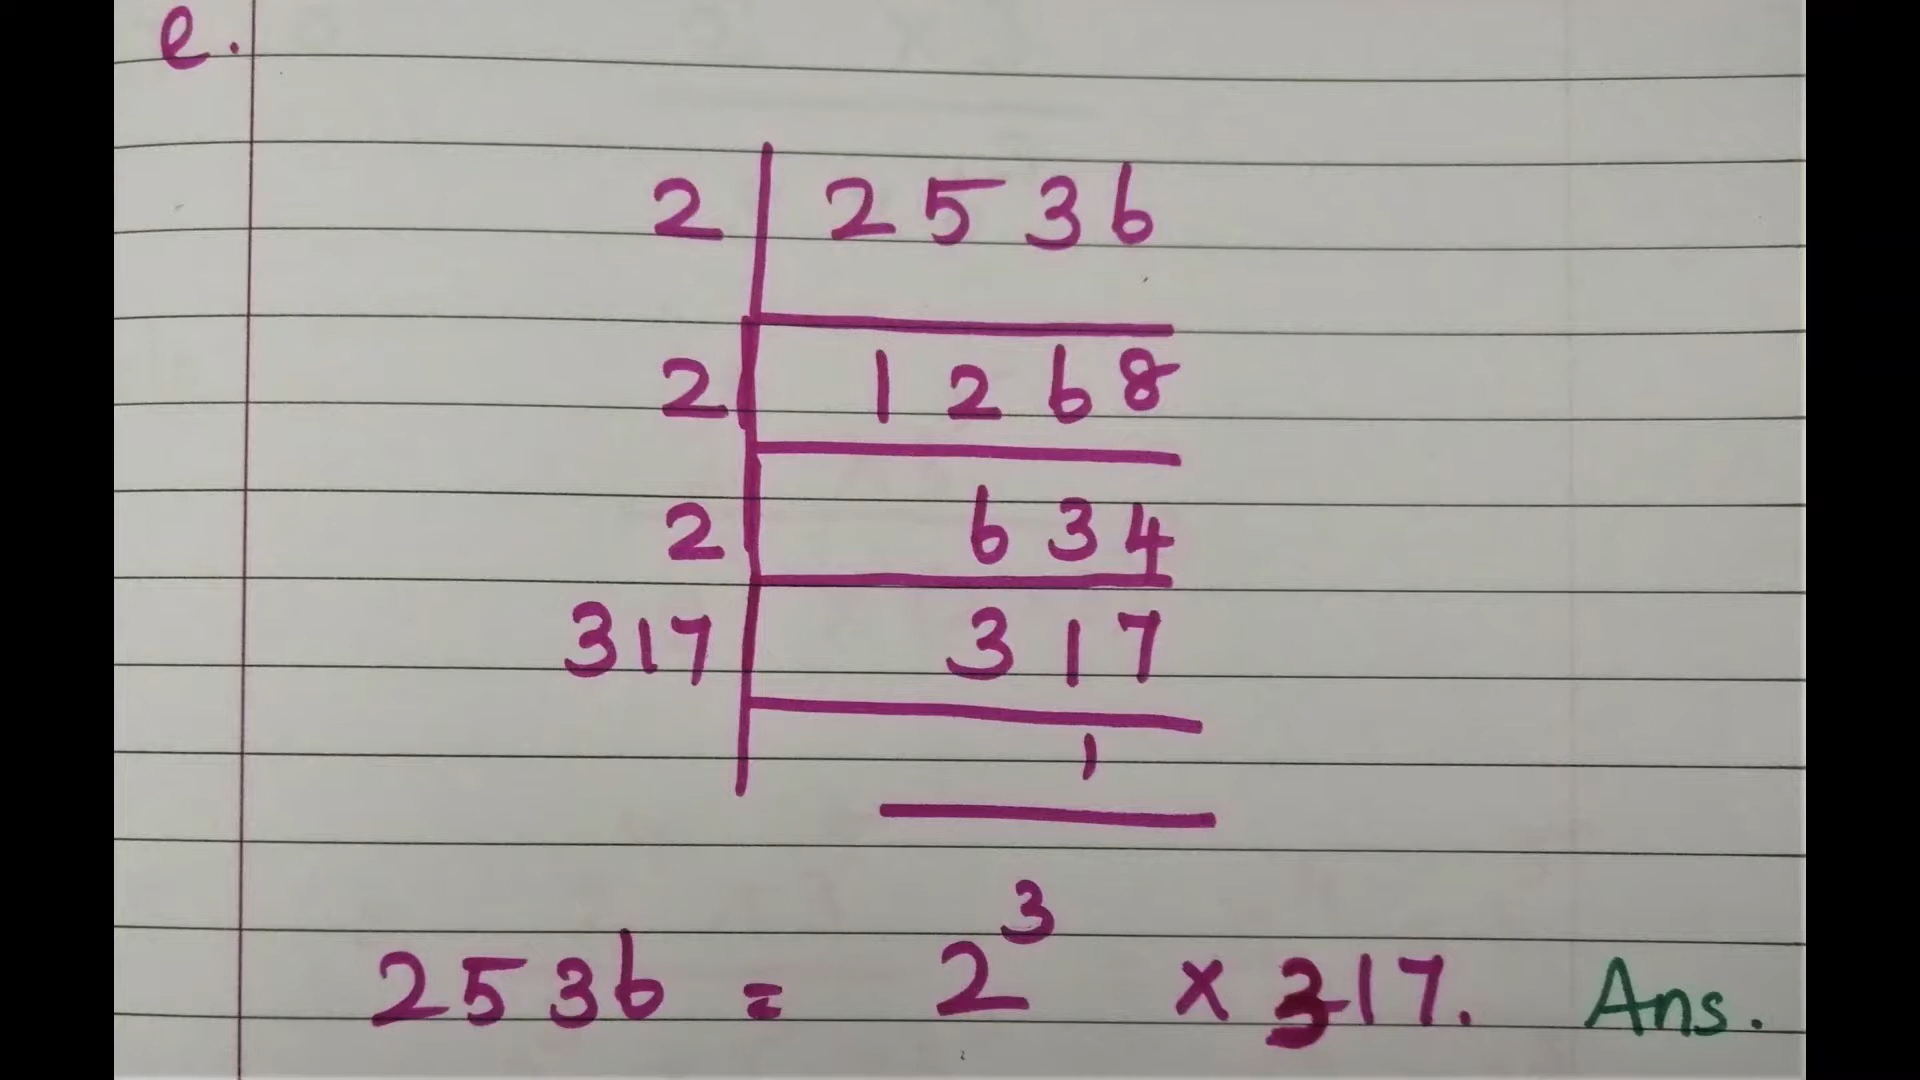 e.
2 2536
2 1268
2 634
317 317
1
2536 = 2³ × 317. Ans.